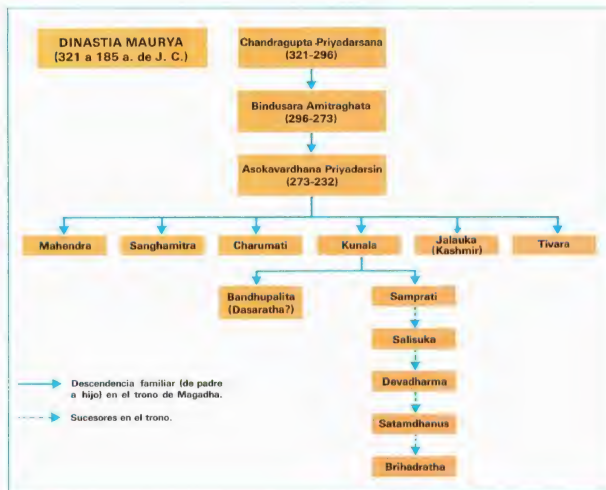 DINASTIA MAURYA
(321 a 185 a. de J. C.)
Chandragupta Priyadarsana
(321-296)
Bindusara Amitraghata
(296-273)
Asokavardhana Priyadarsin
(273-232)
Mahendra
Sanghamitra
Charumati
Kunala
Jalauka
(Kashmir)
Tivara
Bandhupalita
(Dasaratha?)
Samprati
Salisuka
Devadharma
Satamdhanus
Brihadratha
Descendencia familiar (de padre
a hijo) en el trono de Magadha.
Sucesores en el trono.